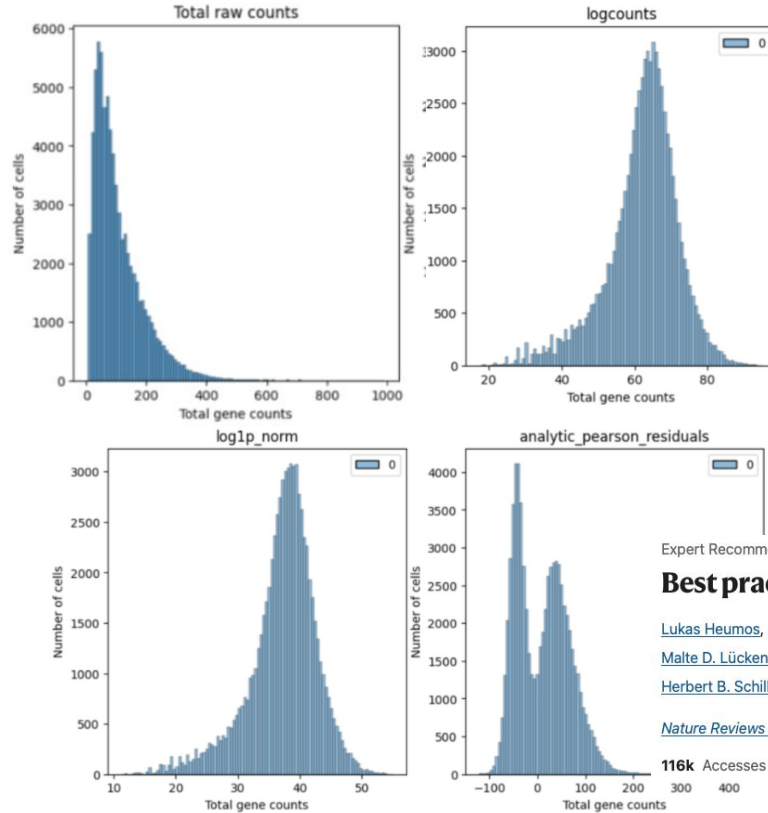 Total raw counts
6000
5000
4000
3000
2000
1000
0
Number of cells
0 200 400 600 800 1000
Total gene counts
logcounts
0
3000
2500
2000
1500
1000
500
0
Number of cells
20 40 60 80
Total gene counts
log1p_norm
0
3000
2500
2000
1500
1000
500
0
Number of cells
10 20 30 40 50
Total gene counts
analytic_pearson_residuals
0
4000
3500
3000
2500
2000
1500
1000
500
0
Number of cells
−100 0 100 200 300 400
Total gene counts
Expert Recomm
Best prac
Lukas Heumos,
Malte D. Lücken
Herbert B. Schil
Nature Reviews
116k Accesses